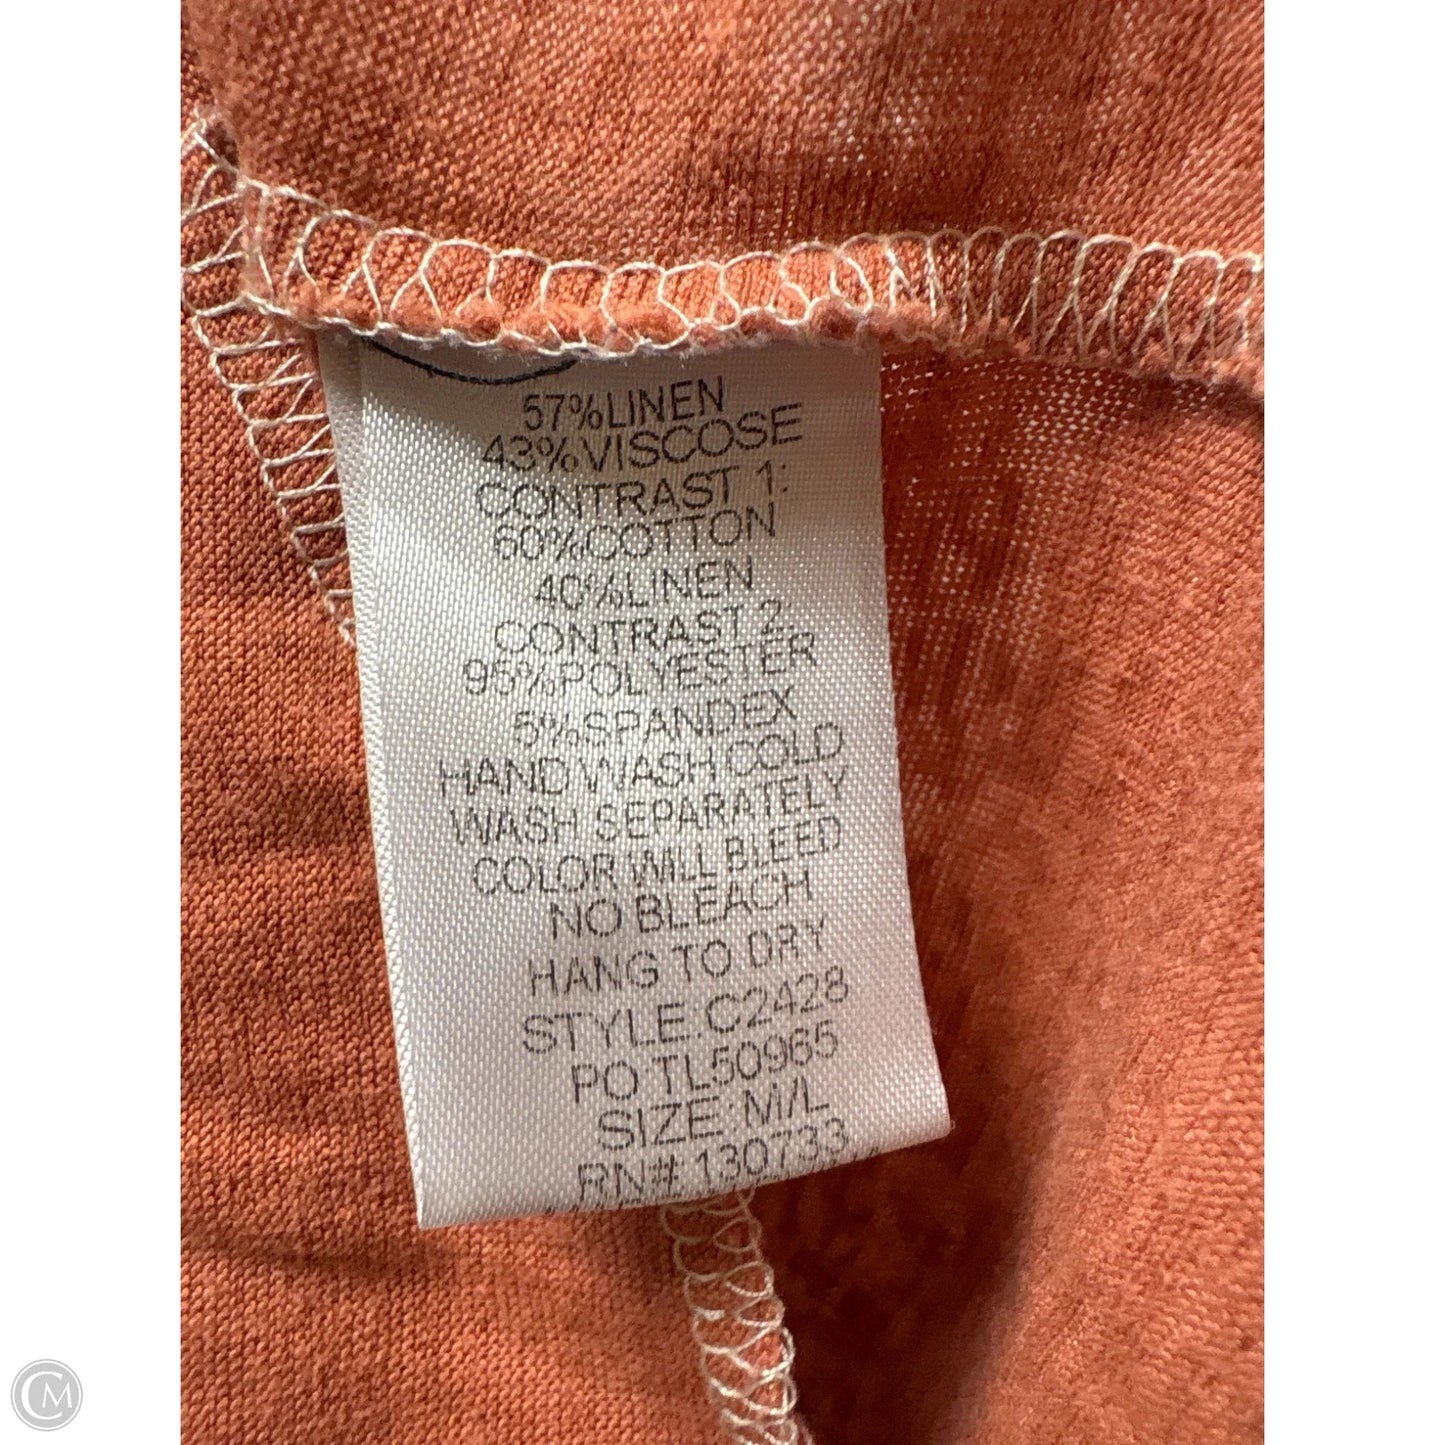 57%LINEN
43%VISCOSE
CONTRAST 1:
60%COTTON
40%LINEN
CONTRAST 2:
95%POLYESTER
5%SPANDEX
HAND WASH COLD
WASH SEPARATELY
COLOR WILL BLEED
NO BLEACH
HANG TO DRY
STYLE:C2428
PO:TL50965
SIZE:M/L
RN#:130733
CM